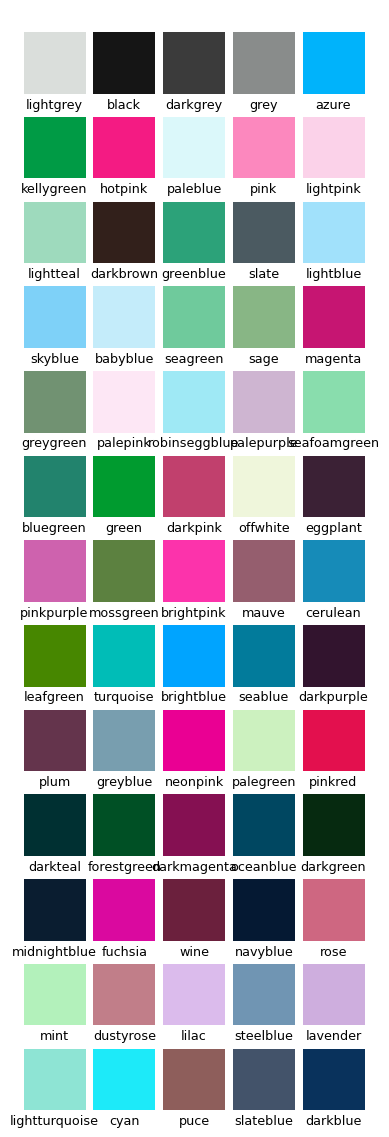 lightgrey black darkgrey grey azure
kellygreen hotpink paleblue pink lightpink
lightteal darkbrown greenblue slate lightblue
skyblue babyblue seagreen sage magenta
greygreen palepink robinseggblue palepurple seafoamgreen
bluegreen green darkpink offwhite eggplant
pinkpurple mossgreen brightpink mauve cerulean
leafgreen turquoise brightblue seablue darkpurple
plum greyblue neonpink palegreen pinkred
darkteal forestgreen darkmagenta oceanblue darkgreen
midnightblue fuchsia wine navyblue rose
mint dustyrose lilac steelblue lavender
lightturquoise cyan puce slateblue darkblue